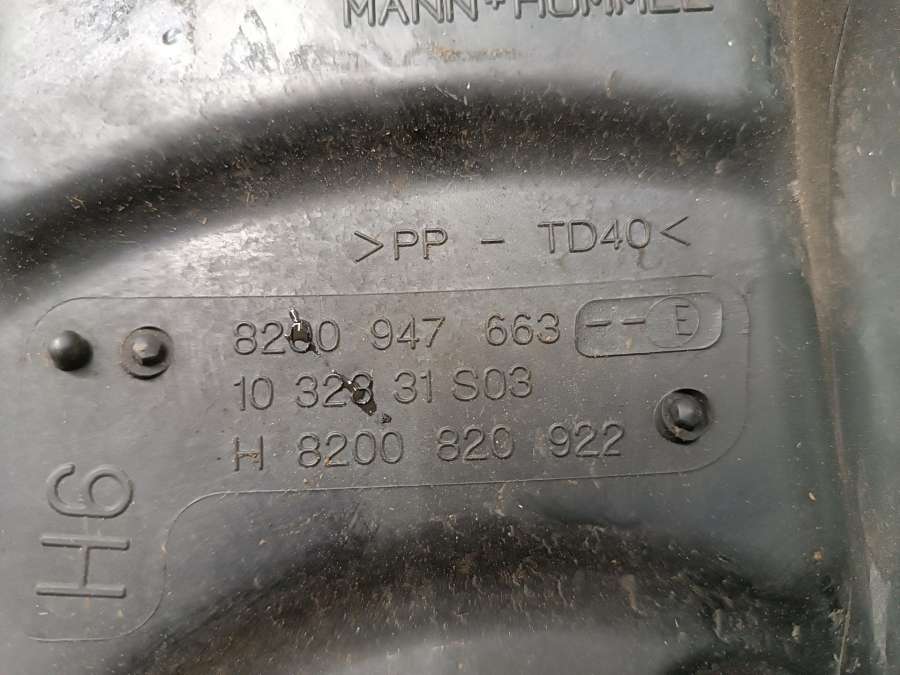 MANN+HUMMEL
>PP - TD40<
8200 947 663 -- E
10 328 31 S03
H 8200 820 922
H6